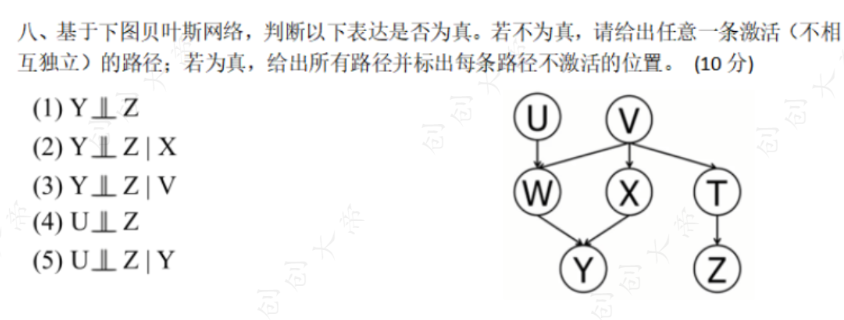 八、基于下图贝叶斯网络，判断以下表达是否为真。若不为真，请给出任意一条激活（不相
互独立）的路径；若为真，给出所有路径并标出每条路径不激活的位置。 (10 分)
(1) Y ⫫ Z
(2) Y ⫫ Z | X
(3) Y ⫫ Z | V
(4) U ⫫ Z
(5) U ⫫ Z | Y
U V
W X T
Y Z